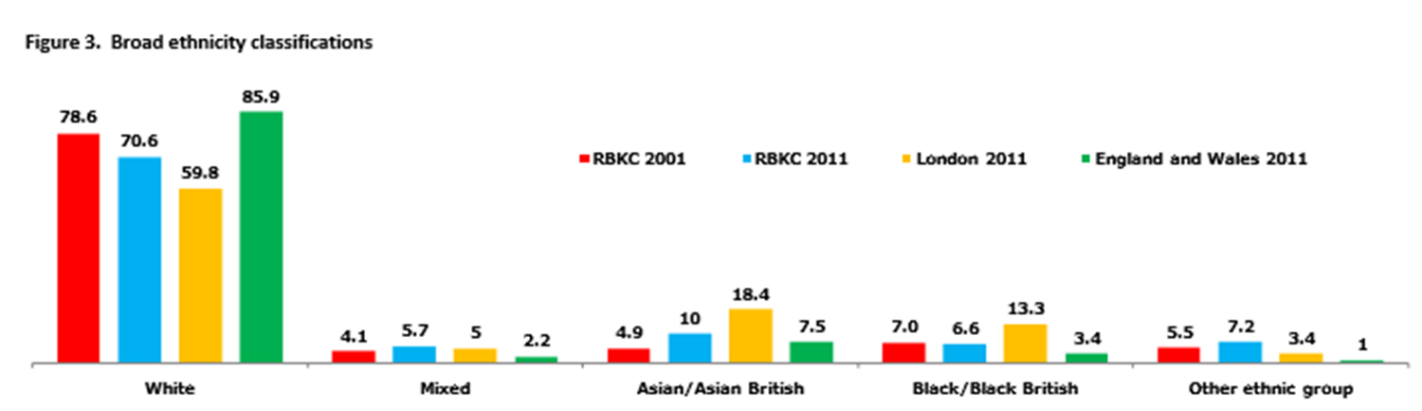 Figure 3. Broad ethnicity classifications
85.9
78.6
70.6
59.8
RBKC 2001 RBKC 2011 London 2011 England and Wales 2011
4.1 5.7 5 2.2
4.9 10 18.4 7.5
7.0 6.6 13.3 3.4
5.5 7.2 3.4 1
White Mixed Asian/Asian British Black/Black British Other ethnic group